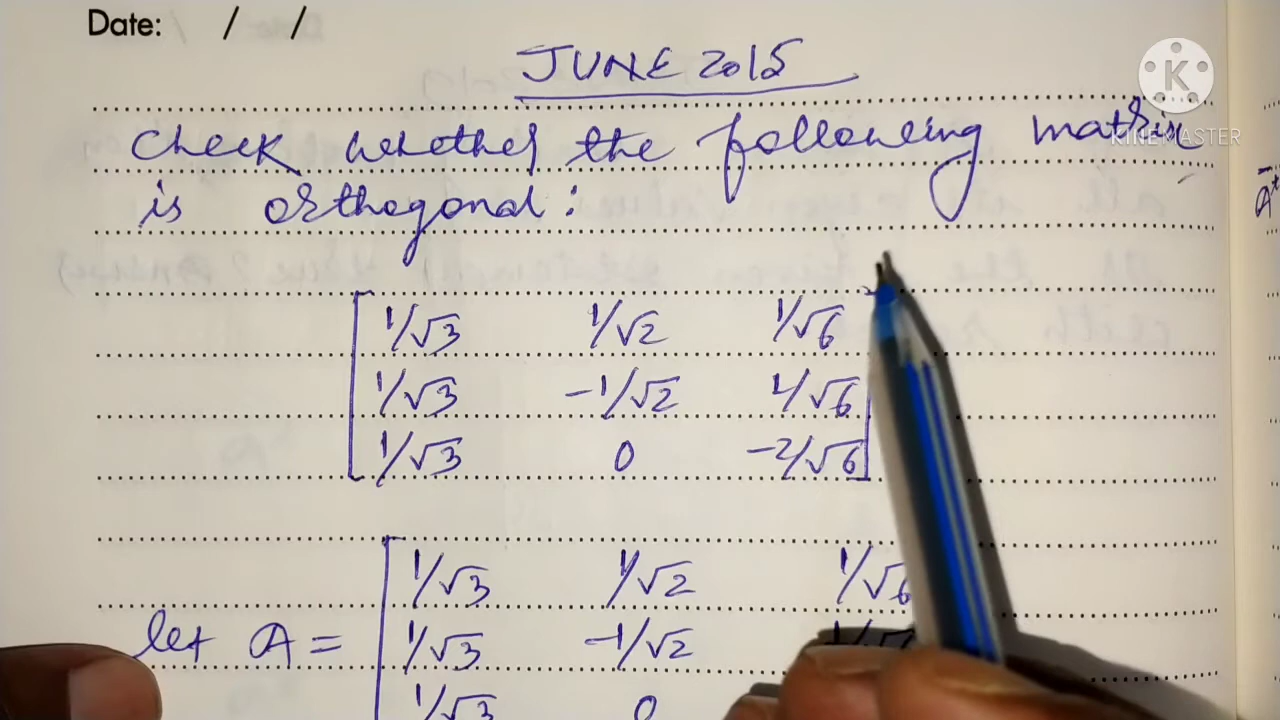 Date: / /
JUNE 2015
K
KINEMASTER
Check whether the following matrix
is orthogonal:
1/√3 1/√2 1/√6
1/√3 -1/√2 1/√6
1/√3 0 -2/√6
1/√3 1/√2 1/√6
let A = 1/√3 -1/√2
1/√3 0